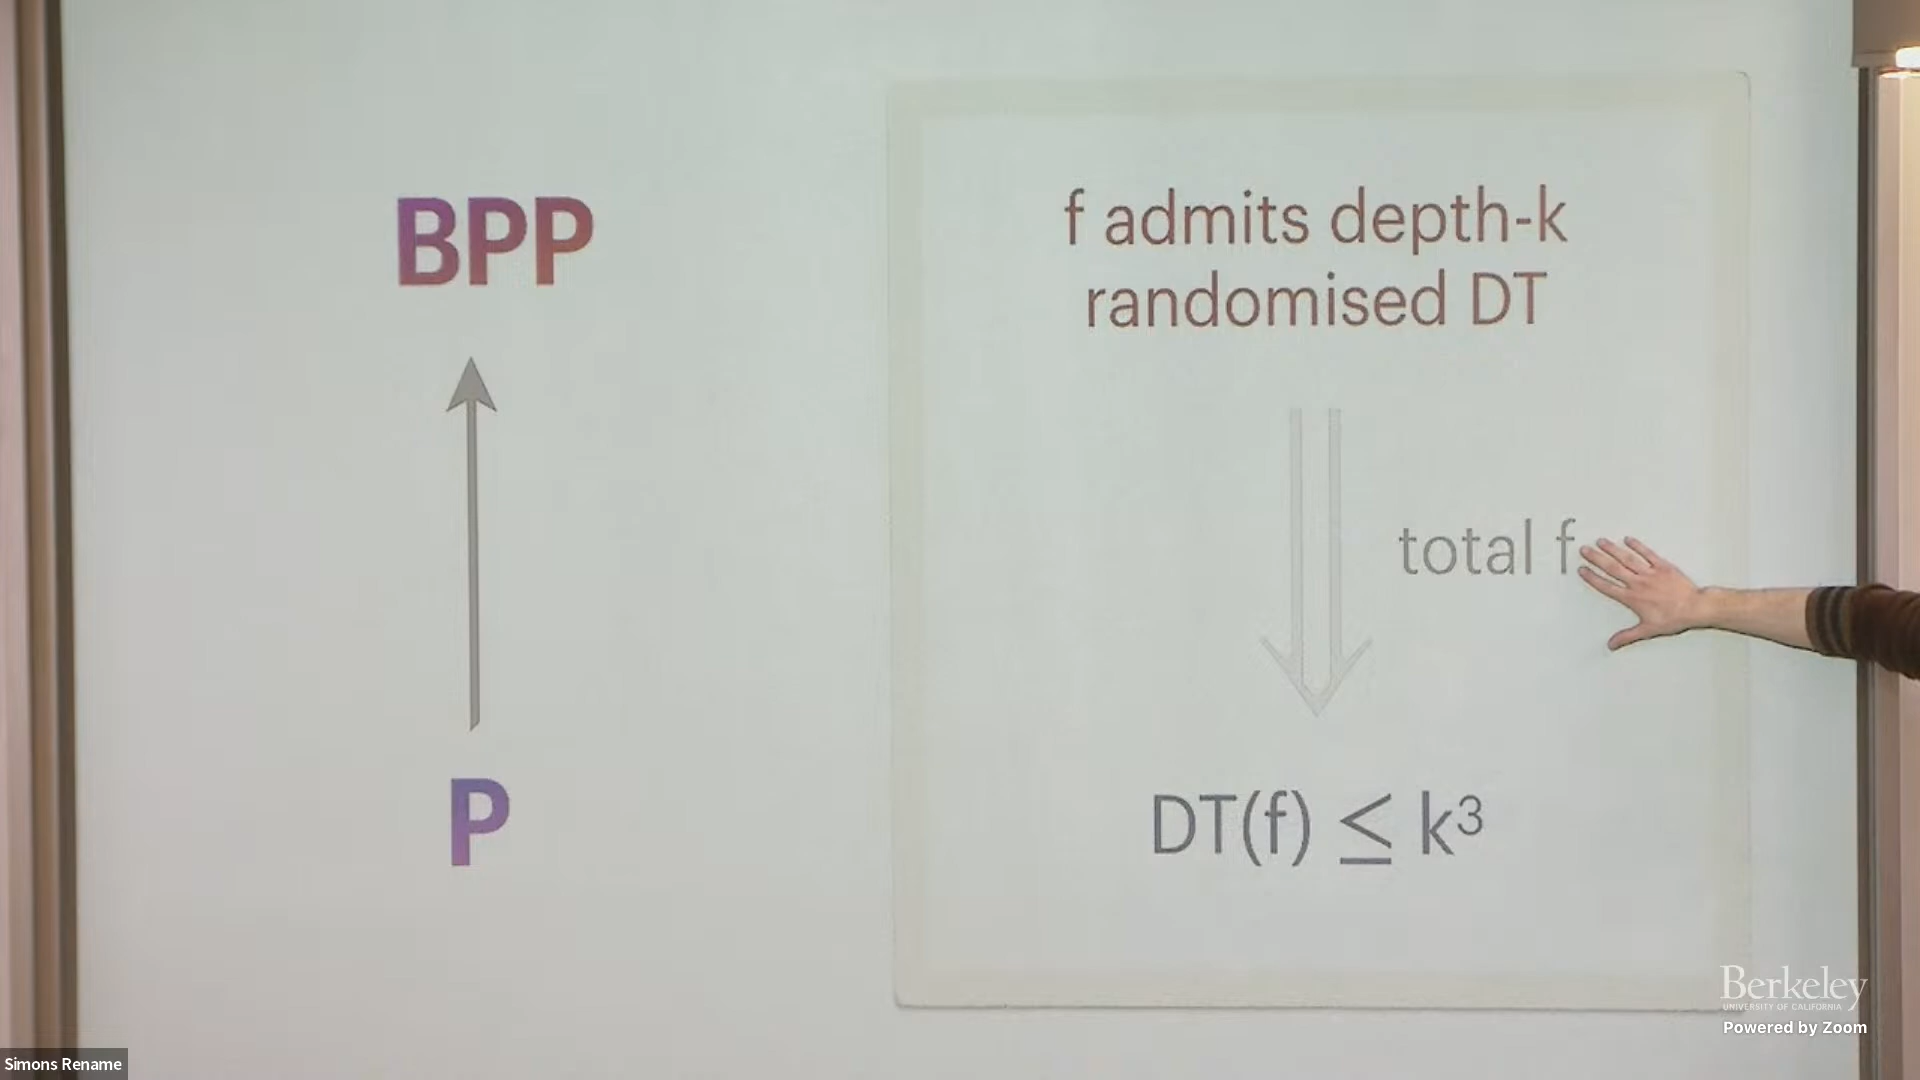 BPP
P
f admits depth-k
randomised DT
total f
DT(f) ≤ k³
Berkeley
UNIVERSITY OF CALIFORNIA
Powered by Zoom
Simons Rename